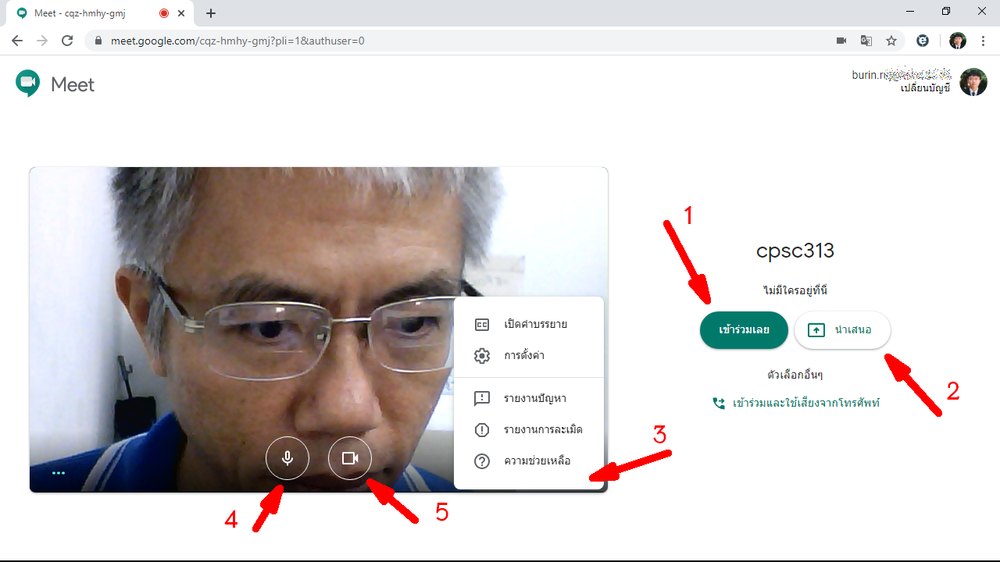 Meet - cqz-hmhy-gmj
meet.google.com/cqz-hmhy-gmj?pli=1&authuser=0
Meet
burin.r
เปลี่ยนบัญชี
1
cpsc313
ไม่มีใครอยู่ที่นี่
เข้าร่วมเลย
นำเสนอ
2
ตัวเลือกอื่นๆ
เข้าร่วมและใช้เสียงจากโทรศัพท์
CC เปิดคำบรรยาย
การตั้งค่า
รายงานปัญหา
รายงานการละเมิด
ความช่วยเหลือ
3
4
5